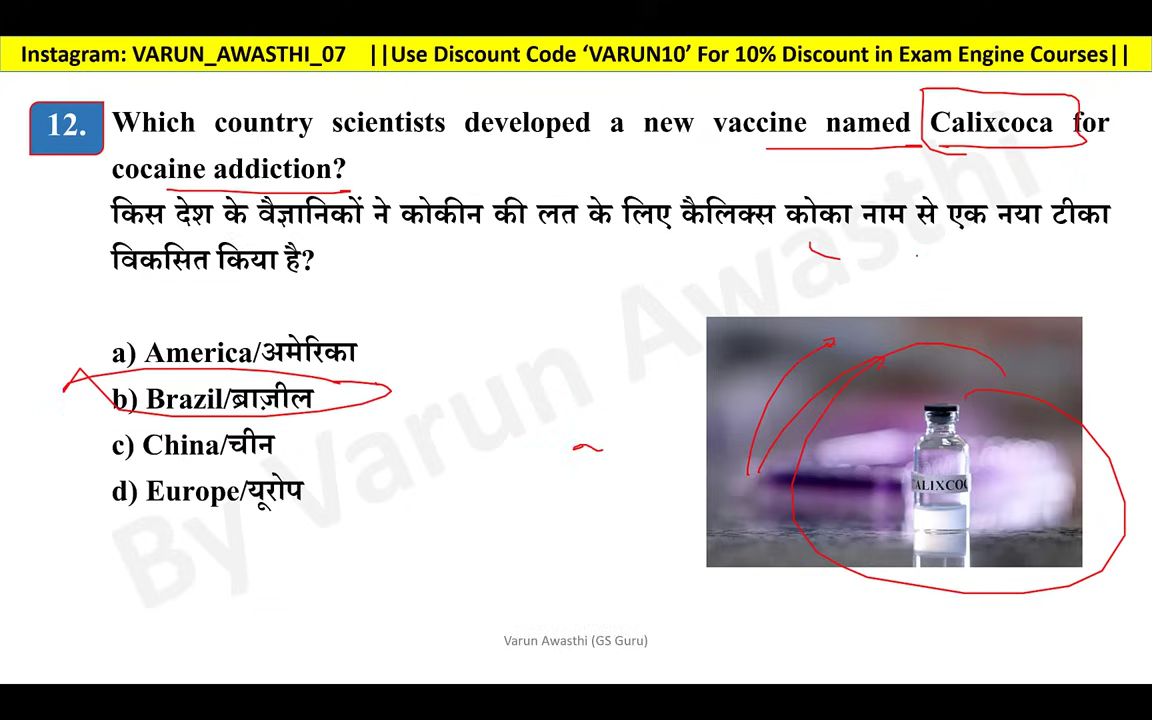 Instagram: VARUN_AWASTHI_07 ||Use Discount Code ‘VARUN10’ For 10% Discount in Exam Engine Courses||
12. Which country scientists developed a new vaccine named Calixcoca for
cocaine addiction?
किस देश के वैज्ञानिकों ने कोकीन की लत के लिए कैलिक्स कोका नाम से एक नया टीका
विकसित किया है?
a) America/अमेरिका
b) Brazil/ब्राज़ील
c) China/चीन
d) Europe/यूरोप
CALIXCOC
By Varun Awasthi
Varun Awasthi (GS Guru)